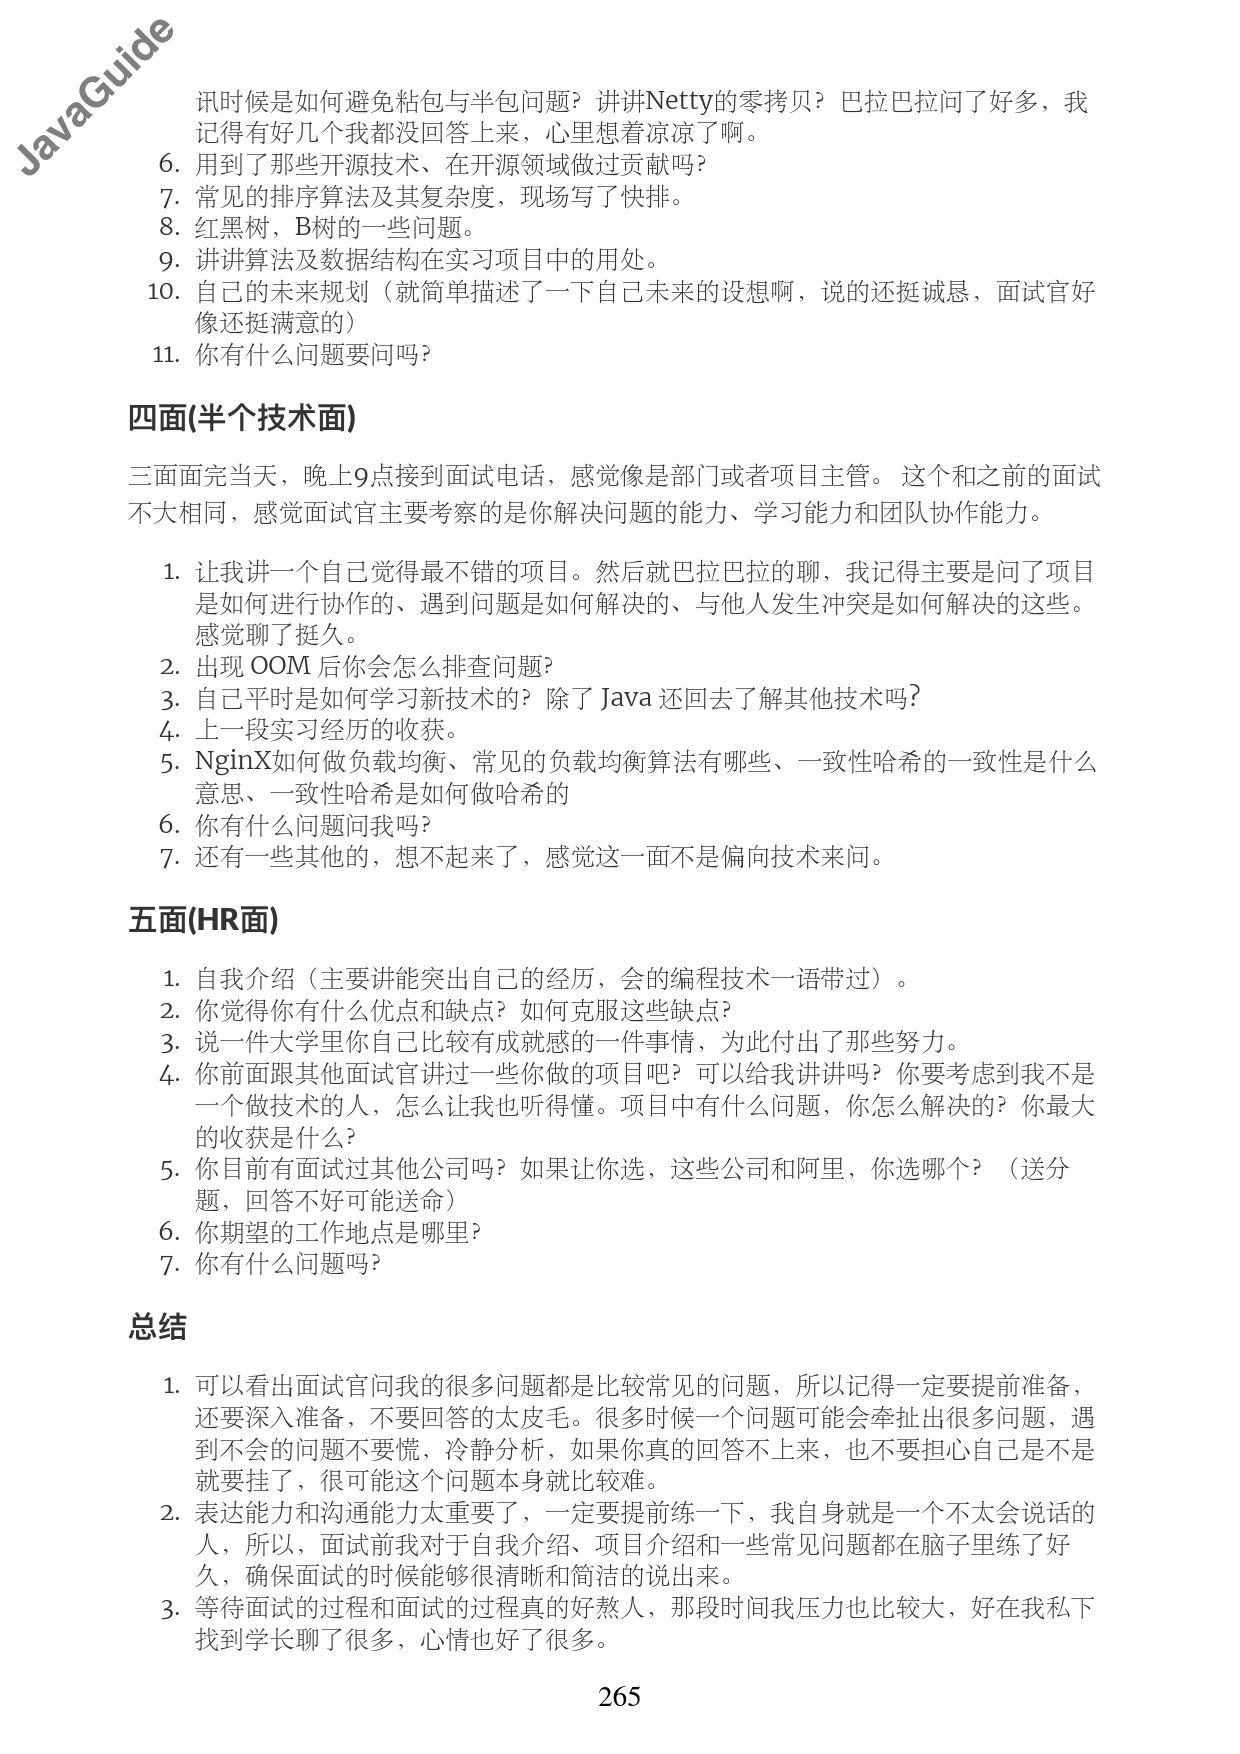 JavaGuide
讯时候是如何避免粘包与半包问题？讲讲Netty的零拷贝？巴拉巴拉问了好多，我
记得有好几个我都没回答上来，心里想着凉凉了啊。
6. 用到了那些开源技术、在开源领域做过贡献吗？
7. 常见的排序算法及其复杂度，现场写了快排。
8. 红黑树，B树的一些问题。
9. 讲讲算法及数据结构在实习项目中的用处。
10. 自己的未来规划（就简单描述了一下自己未来的设想啊，说的还挺诚恳，面试官好
像还挺满意的）
11. 你有什么问题要问吗？
四面(半个技术面)
三面面完当天，晚上9点接到面试电话，感觉像是部门或者项目主管。 这个和之前的面试
不大相同，感觉面试官主要考察的是你解决问题的能力、学习能力和团队协作能力。
1. 让我讲一个自己觉得最不错的项目。然后就巴拉巴拉的聊，我记得主要是问了项目
是如何进行协作的、遇到问题是如何解决的、与他人发生冲突是如何解决的这些。
感觉聊了挺久。
2. 出现 OOM 后你会怎么排查问题？
3. 自己平时是如何学习新技术的？除了 Java 还回去了解其他技术吗？
4. 上一段实习经历的收获。
5. NginX如何做负载均衡、常见的负载均衡算法有哪些、一致性哈希的一致性是什么
意思、一致性哈希是如何做哈希的
6. 你有什么问题问我吗？
7. 还有一些其他的，想不起来了，感觉这一面不是偏向技术来问。
五面(HR面)
1. 自我介绍（主要讲能突出自己的经历，会的编程技术一语带过）。
2. 你觉得你有什么优点和缺点？如何克服这些缺点？
3. 说一件大学里你自己比较有成就感的一件事情，为此付出了那些努力。
4. 你前面跟其他面试官讲过一些你做的项目吧？可以给我讲讲吗？你要考虑到我不是
一个做技术的人，怎么让我也听得懂。项目中有什么问题，你怎么解决的？你最大
的收获是什么？
5. 你目前有面试过其他公司吗？如果让你选，这些公司和阿里，你选哪个？（送分
题，回答不好可能送命）
6. 你期望的工作地点是哪里？
7. 你有什么问题吗？
总结
1. 可以看出面试官问我的很多问题都是比较常见的问题，所以记得一定要提前准备，
还要深入准备，不要回答的太皮毛。很多时候一个问题可能会牵扯出很多问题，遇
到不会的问题不要慌，冷静分析，如果你真的回答不上来，也不要担心自己是不是
就要挂了，很可能这个问题本身就比较难。
2. 表达能力和沟通能力太重要了，一定要提前练一下，我自身就是一个不太会说话的
人，所以，面试前我对于自我介绍、项目介绍和一些常见问题都在脑子里练了好
久，确保面试的时候能够很清晰和简洁的说出来。
3. 等待面试的过程和面试的过程真的好熬人，那段时间我压力也比较大，好在我私下
找到学长聊了很多，心情也好了很多。
265